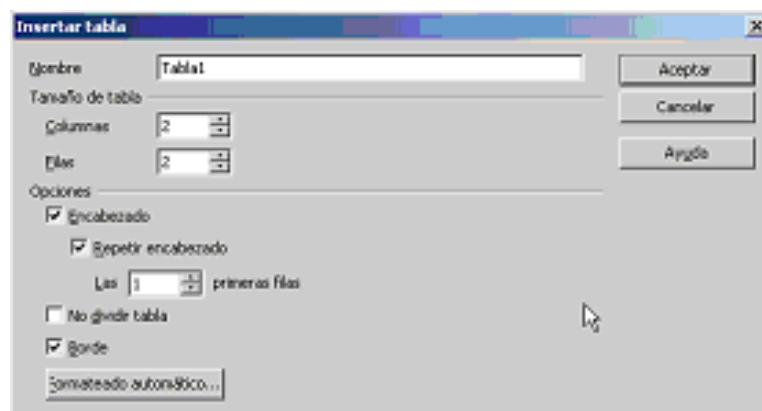 Insertar tabla
Nombre Tabla1 Aceptar
Tamaño de tabla Cancelar
Columnas 2
Filas 2 Ayuda
Opciones
Encabezado
Repetir encabezado
Las 1 primeras filas
No dividir tabla
Borde
Formateado automático...